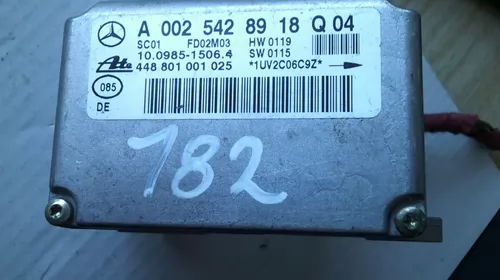 A 002 542 89 18 Q 04
SC01 FD02M03 HW 0119
10.0985-1506.4 SW 0115
Ate 448 801 001 025 *1UV2C06C9Z*
085
DE
182